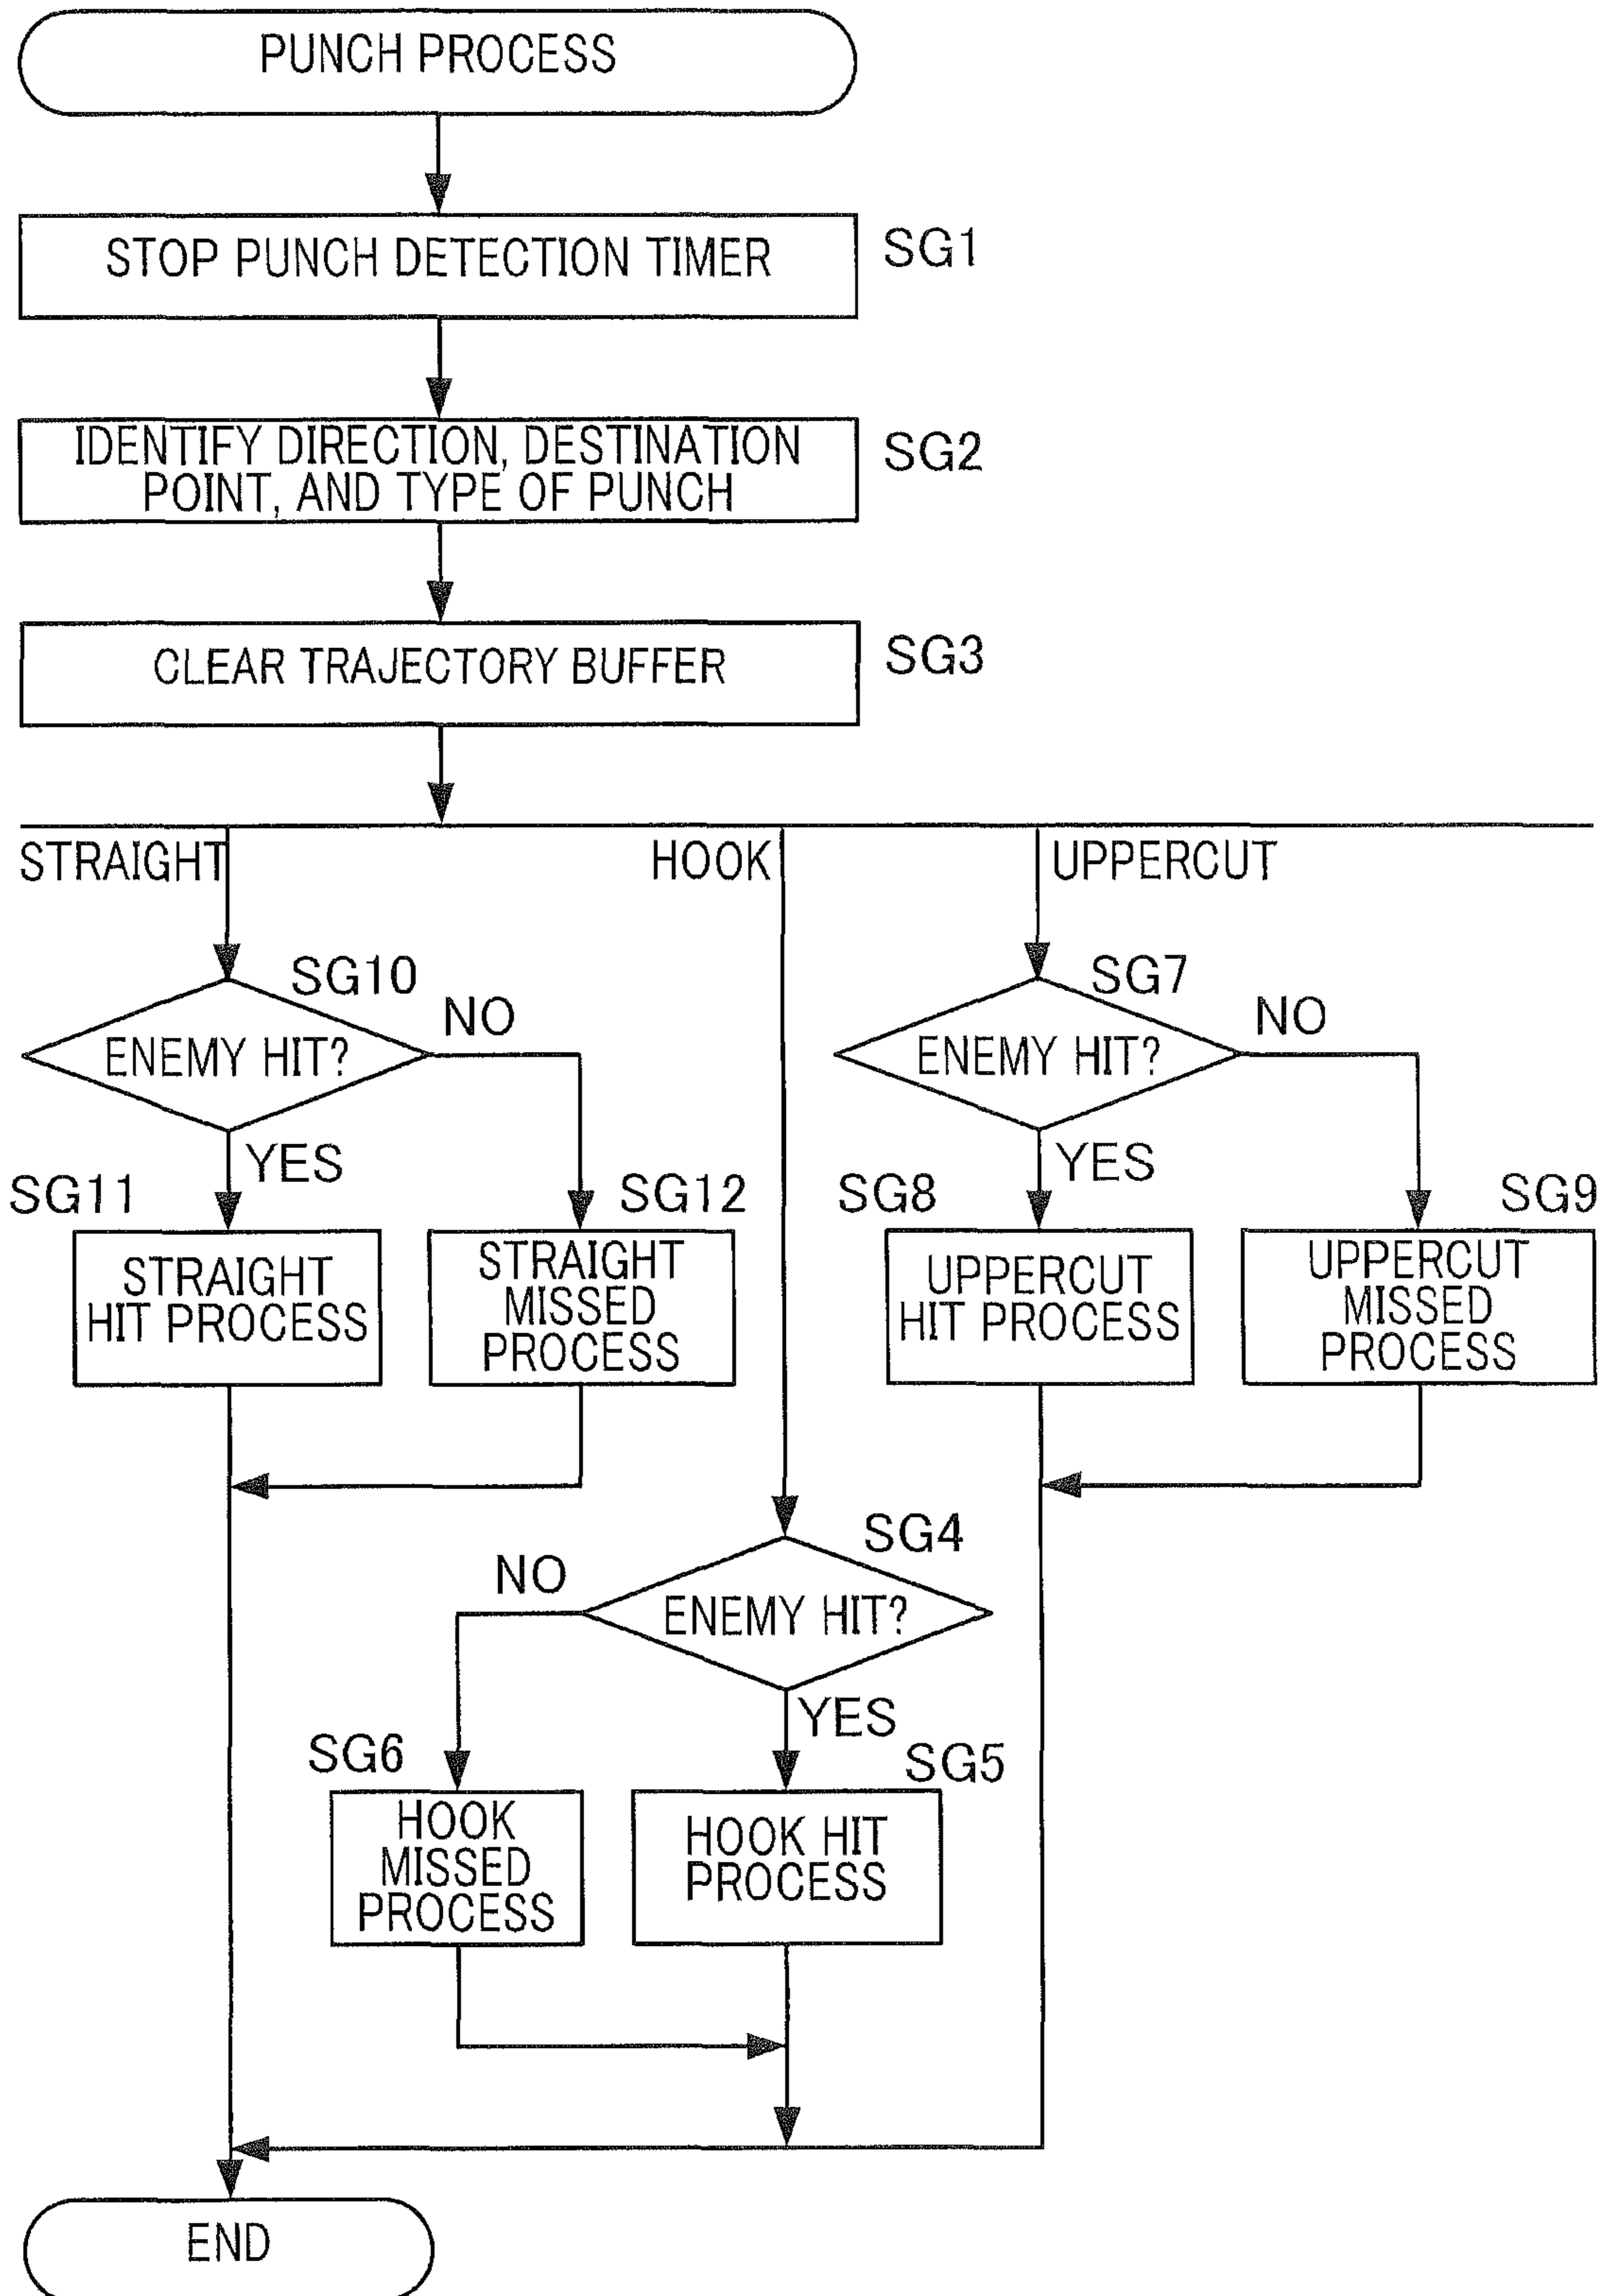 PUNCH PROCESS
STOP PUNCH DETECTION TIMER
SG1
IDENTIFY DIRECTION, DESTINATION
POINT, AND TYPE OF PUNCH
SG2
CLEAR TRAJECTORY BUFFER
SG3
STRAIGHT
HOOK
UPPERCUT
SG10
ENEMY HIT?
NO
YES
SG11
STRAIGHT
HIT PROCESS
SG12
STRAIGHT
MISSED
PROCESS
SG7
ENEMY HIT?
NO
YES
SG8
UPPERCUT
HIT PROCESS
SG9
UPPERCUT
MISSED
PROCESS
SG4
ENEMY HIT?
NO
YES
SG6
HOOK
MISSED
PROCESS
SG5
HOOK HIT
PROCESS
END